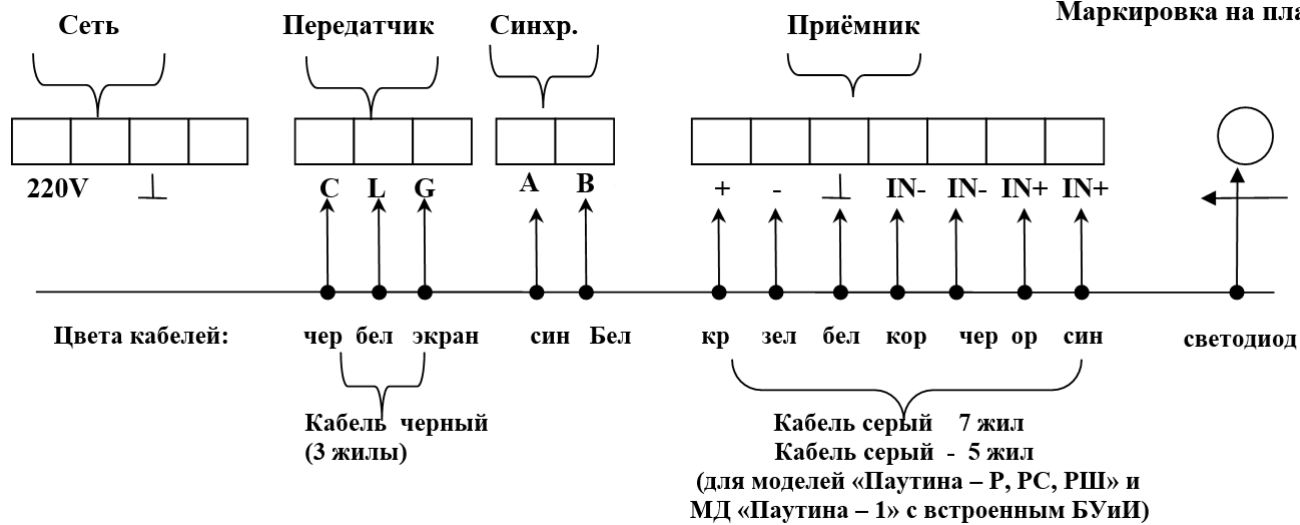 Маркировка на пла
Сеть Передатчик Синхр. Приёмник
220V ⊥ C L G A B + - ⊥ IN- IN- IN+ IN+
Цвета кабелей: чер бел экран син Бел кр зел бел кор чер ор син светодиод
Кабель черный
(3 жилы)
Кабель серый 7 жил
Кабель серый - 5 жил
(для моделей «Паутина – Р, РС, РШ» и
МД «Паутина – 1» с встроенным БУиИ)